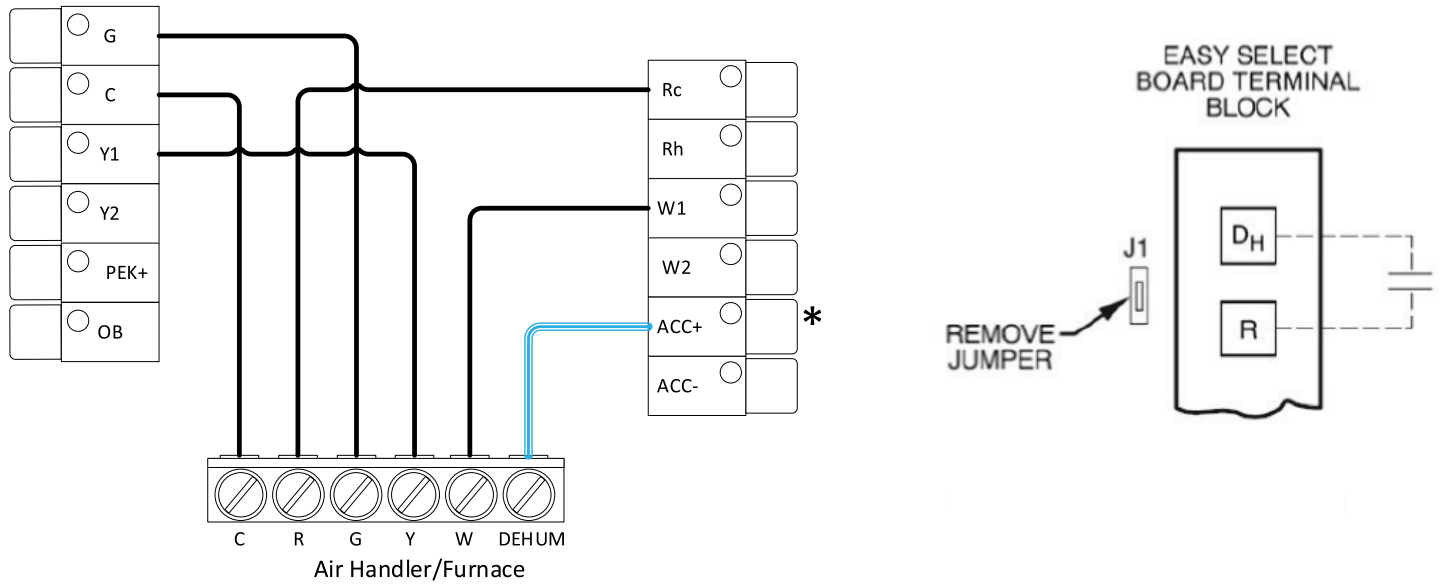 G
C
Y1
Y2
PEK+
OB
Rc
Rh
W1
W2
ACC+
*
ACC-
C R G Y W DEHUM
Air Handler/Furnace
EASY SELECT
BOARD TERMINAL
BLOCK
J1
DH
R
REMOVE
JUMPER